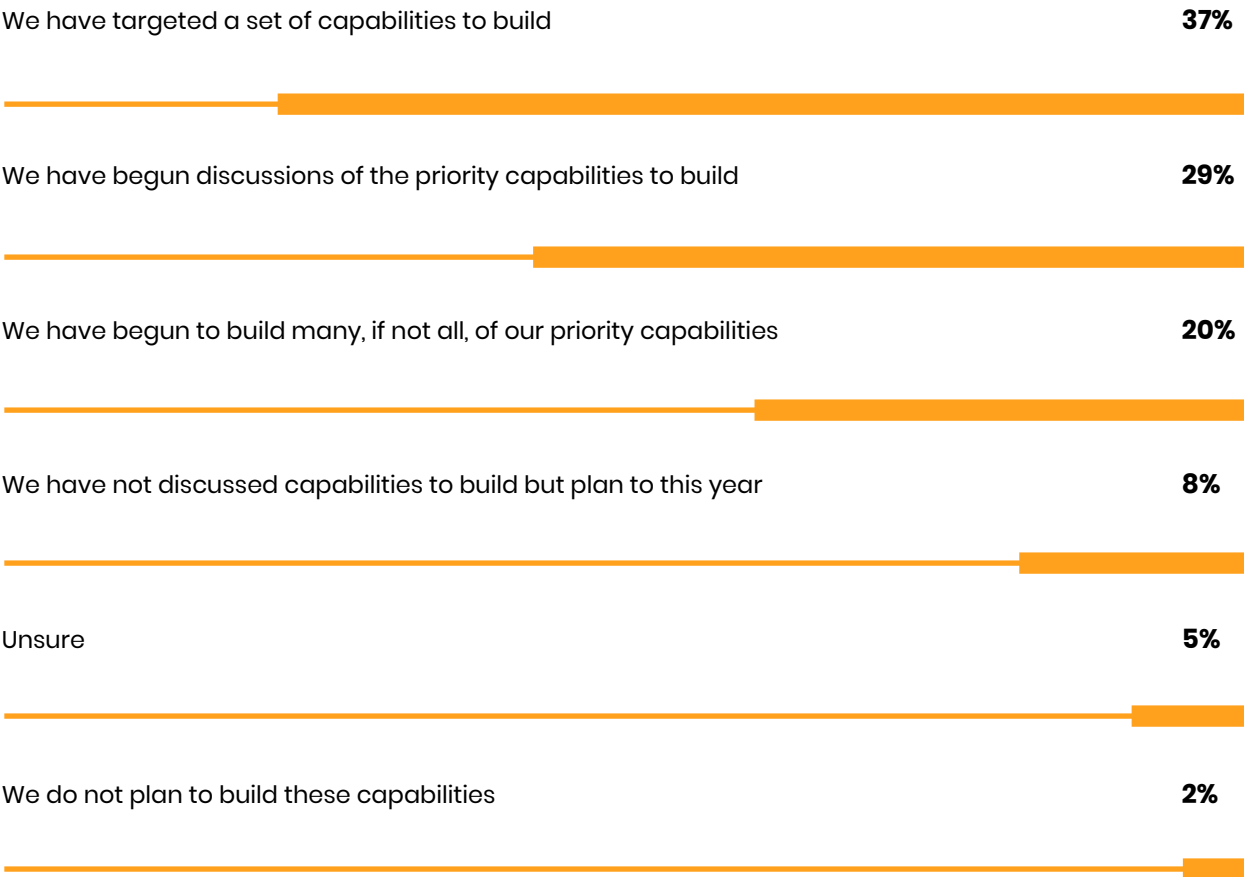 We have targeted a set of capabilities to build 37%
We have begun discussions of the priority capabilities to build 29%
We have begun to build many, if not all, of our priority capabilities 20%
We have not discussed capabilities to build but plan to this year 8%
Unsure 5%
We do not plan to build these capabilities 2%